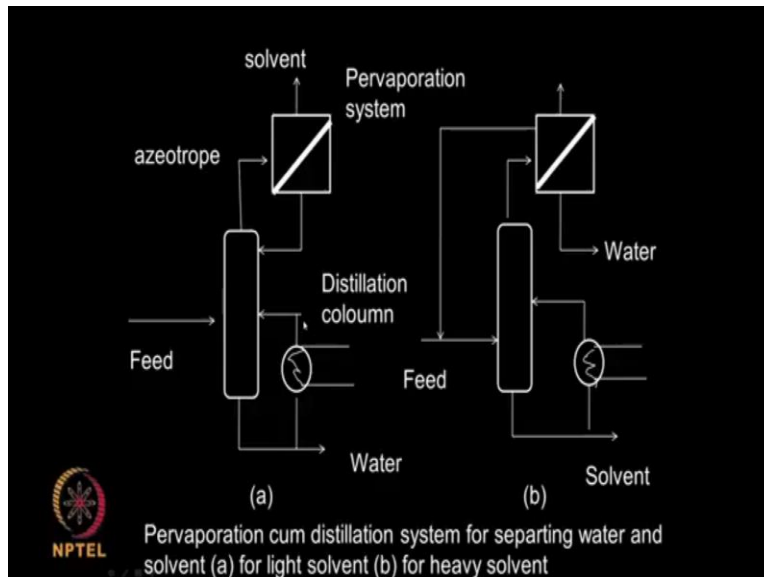 solvent
Pervaporation
system
azeotrope
Distillation
coloumn
Feed
Water
(a)
Water
Feed
Solvent
(b)
NPTEL
Pervaporation cum distillation system for separting water and
solvent (a) for light solvent (b) for heavy solvent